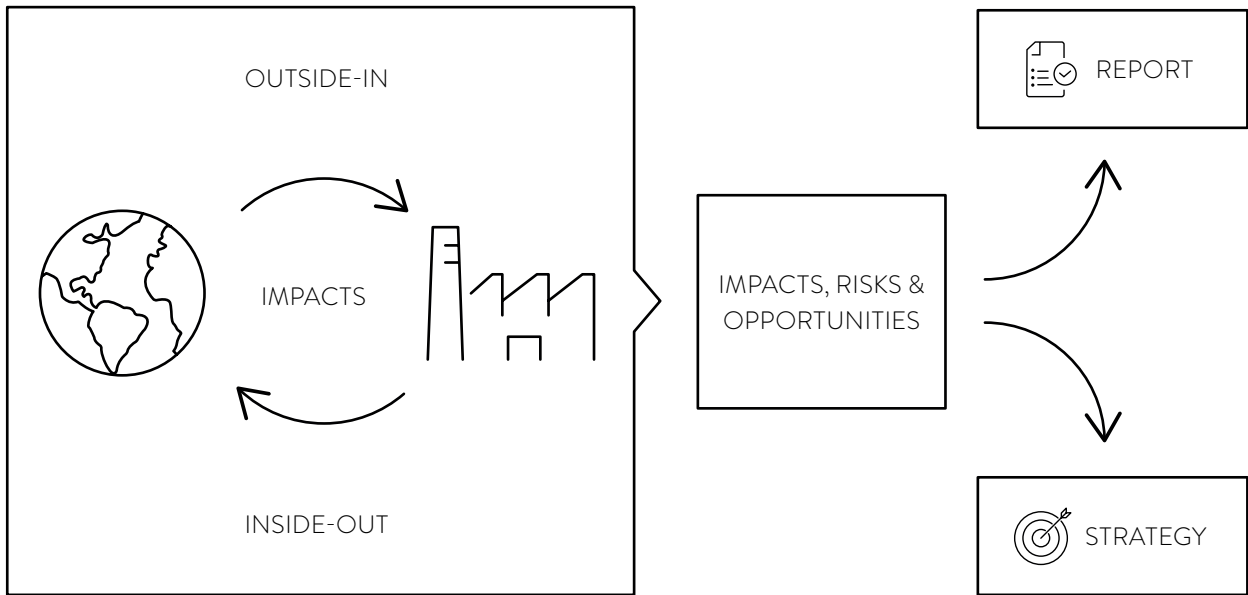 OUTSIDE-IN
IMPACTS
INSIDE-OUT
IMPACTS, RISKS &
OPPORTUNITIES
REPORT
STRATEGY